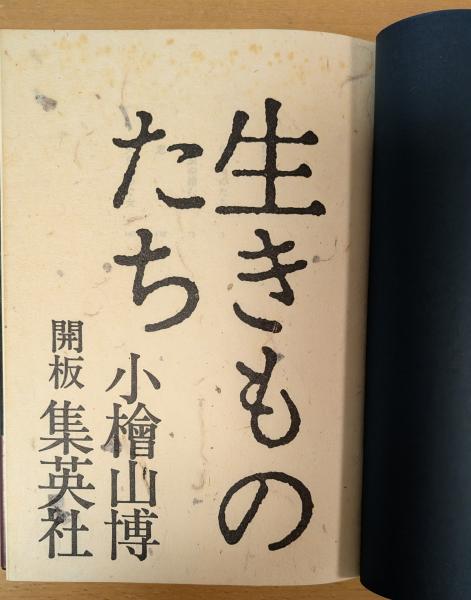 生きもの
たち
小檜山博
開板 集英社